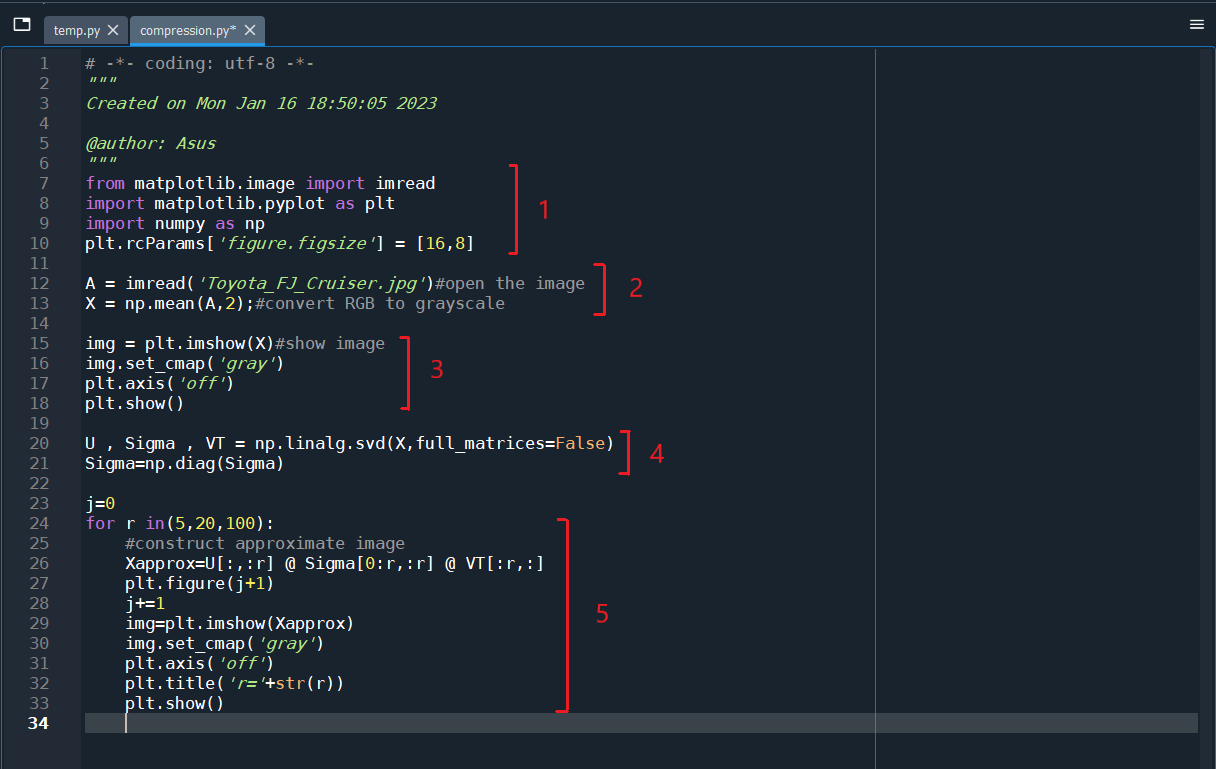 temp.py
compression.py*
1 # -*- coding: utf-8 -*-
2 """
3 Created on Mon Jan 16 18:50:05 2023
4
5 @author: Asus
6 """
7 from matplotlib.image import imread
8 import matplotlib.pyplot as plt
9 import numpy as np
10 plt.rcParams['figure.figsize'] = [16,8]
1
11
12 A = imread('Toyota_FJ_Cruiser.jpg')#open the image
13 X = np.mean(A,2);#convert RGB to grayscale
2
14
15 img = plt.imshow(X)#show image
16 img.set_cmap('gray')
17 plt.axis('off')
18 plt.show()
3
19
20 U , Sigma , VT = np.linalg.svd(X,full_matrices=False)
21 Sigma=np.diag(Sigma)
4
22
23 j=0
24 for r in(5,20,100):
25     #construct approximate image
26     Xapprox=U[:,:r] @ Sigma[0:r,:r] @ VT[:r,:]
27     plt.figure(j+1)
28     j+=1
29     img=plt.imshow(Xapprox)
30     img.set_cmap('gray')
31     plt.axis('off')
32     plt.title('r='+str(r))
33     plt.show()
5
34